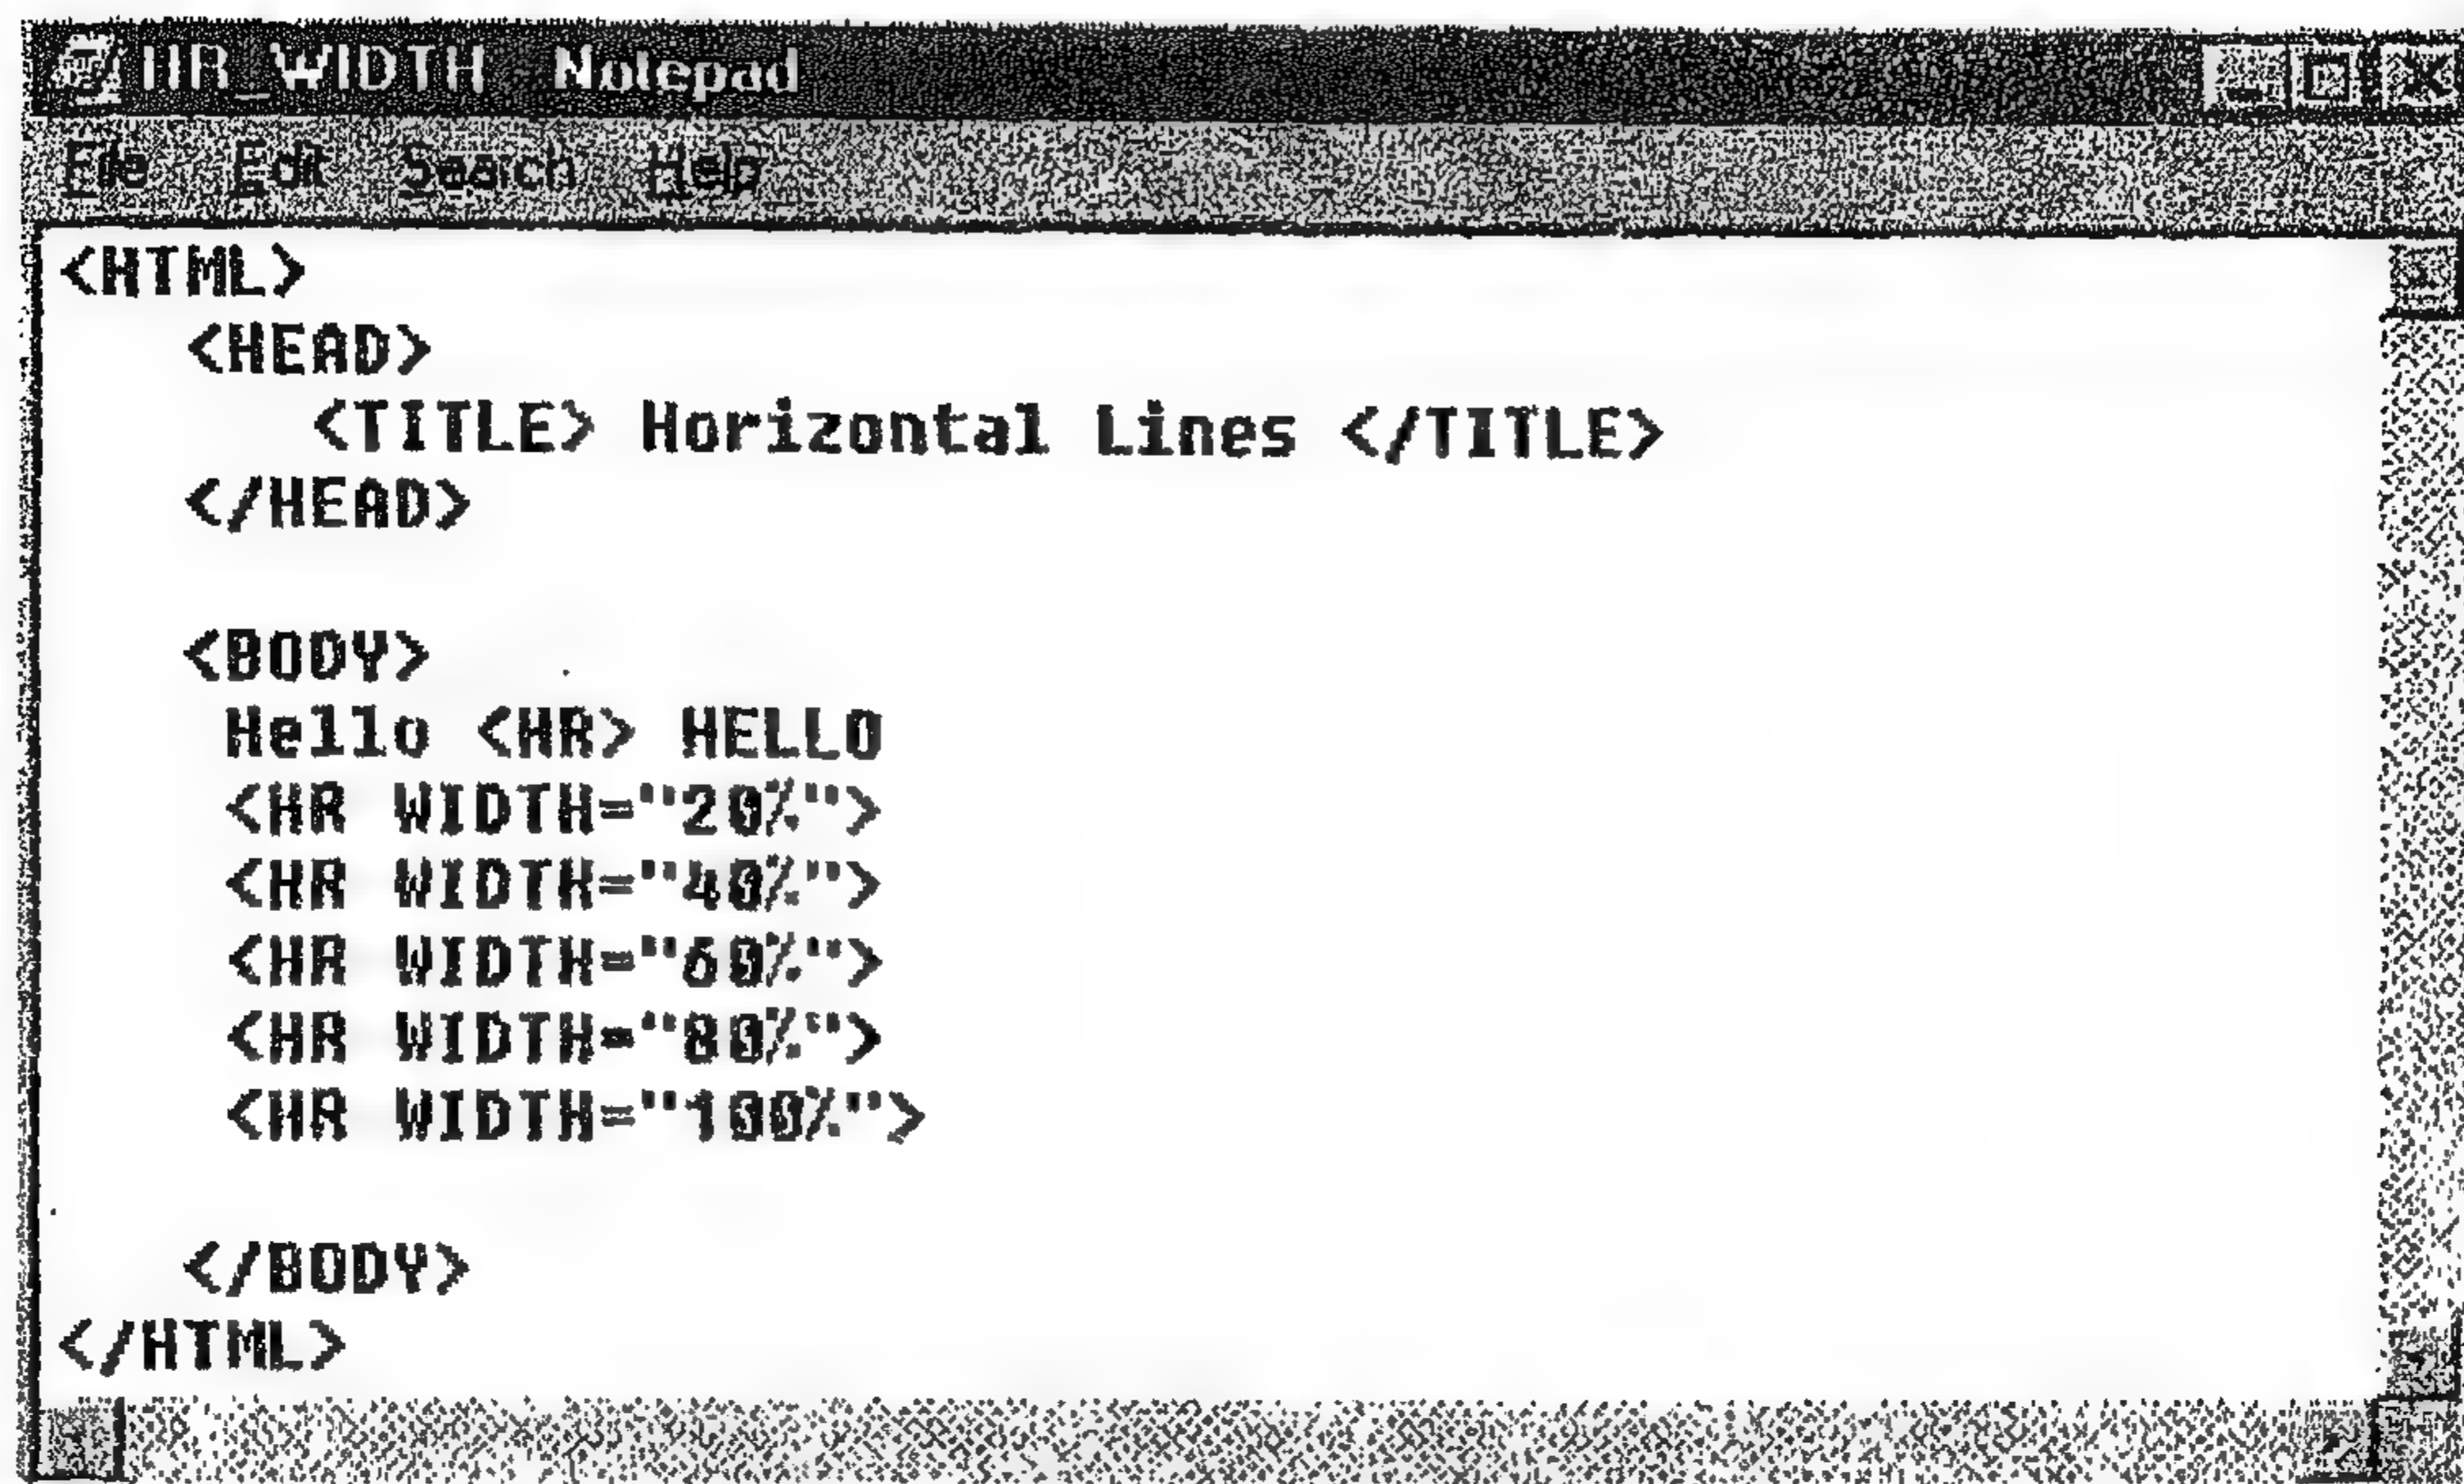 HR_WIDTH Notepad
File Edit Search Help
<HTML>
<HEAD>
<TITLE> Horizontal Lines </TITLE>
</HEAD>
<BODY>
Hello <HR> HELLO
<HR WIDTH="20%">
<HR WIDTH="40%">
<HR WIDTH="60%">
<HR WIDTH="80%">
<HR WIDTH="100%">
</BODY>
</HTML>